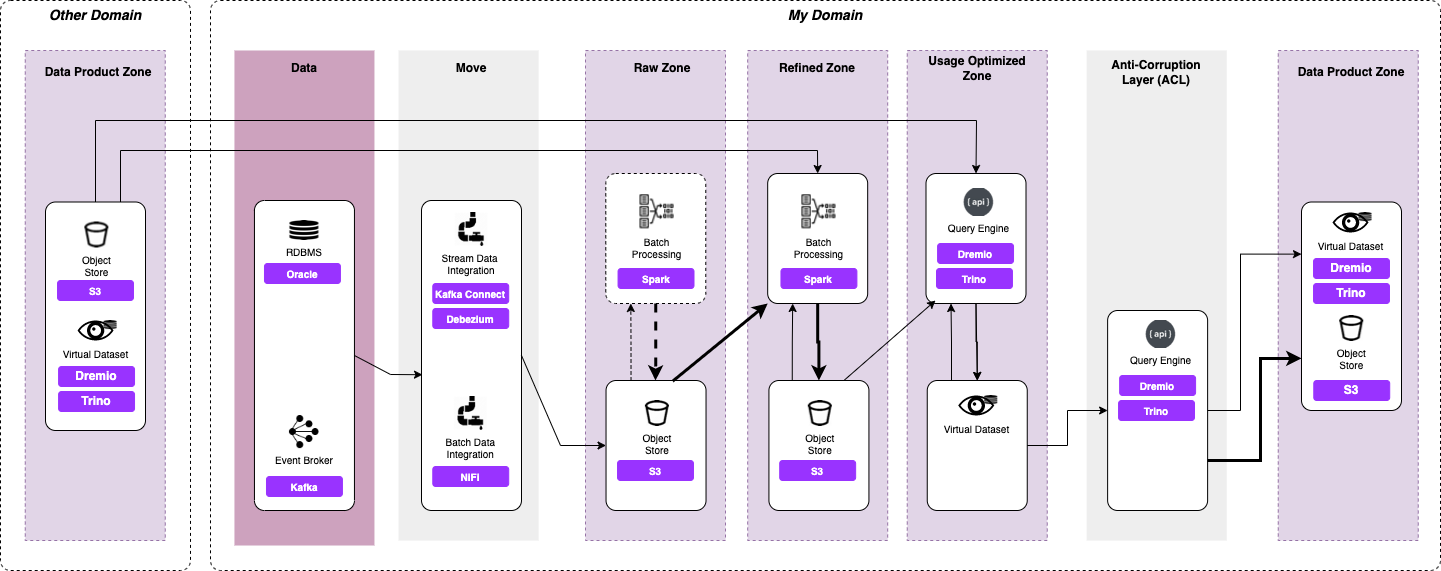 Other Domain
My Domain
Data Product Zone
Data
Move
Raw Zone
Refined Zone
Usage Optimized
Zone
Anti-Corruption
Layer (ACL)
Data Product Zone
Object
Store
S3
Virtual Dataset
Dremio
Trino
RDBMS
Oracle
Event Broker
Kafka
Stream Data
Integration
Kafka Connect
Debezium
Batch Data
Integration
NIFI
Batch
Processing
Spark
Object
Store
S3
Batch
Processing
Spark
Object
Store
S3
{ api }
Query Engine
Dremio
Trino
Virtual Dataset
{ api }
Query Engine
Dremio
Trino
Virtual Dataset
Dremio
Trino
Object
Store
S3